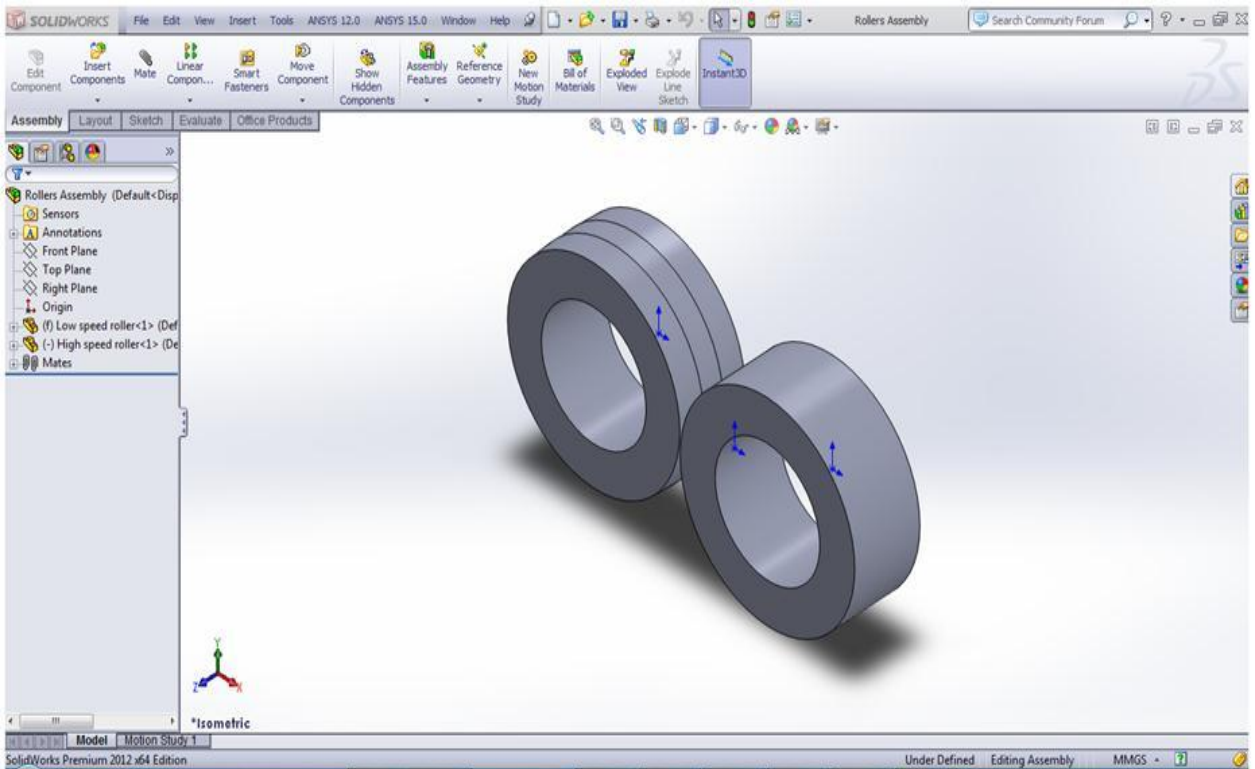 SOLIDWORKS File Edit View Insert Tools ANSYS 12.0 ANSYS 15.0 Window Help Rollers Assembly Search Community Forum
Edit Component
Insert Components
Mate
Linear Compon...
Smart Fasteners
Move Component
Show Hidden Components
Assembly Features
Reference Geometry
New Motion Study
Bill of Materials
Exploded View
Explode Line Sketch
Instant3D
Assembly Layout Sketch Evaluate Office Products
Rollers Assembly (Default<Disp
Sensors
A Annotations
Front Plane
Top Plane
Right Plane
Origin
(f) Low speed roller<1> (Def
(-) High speed roller<1> (De
Mates
Y
Z X
*Isometric
Model Motion Study 1
SolidWorks Premium 2012 x64 Edition Under Defined Editing Assembly MMGS